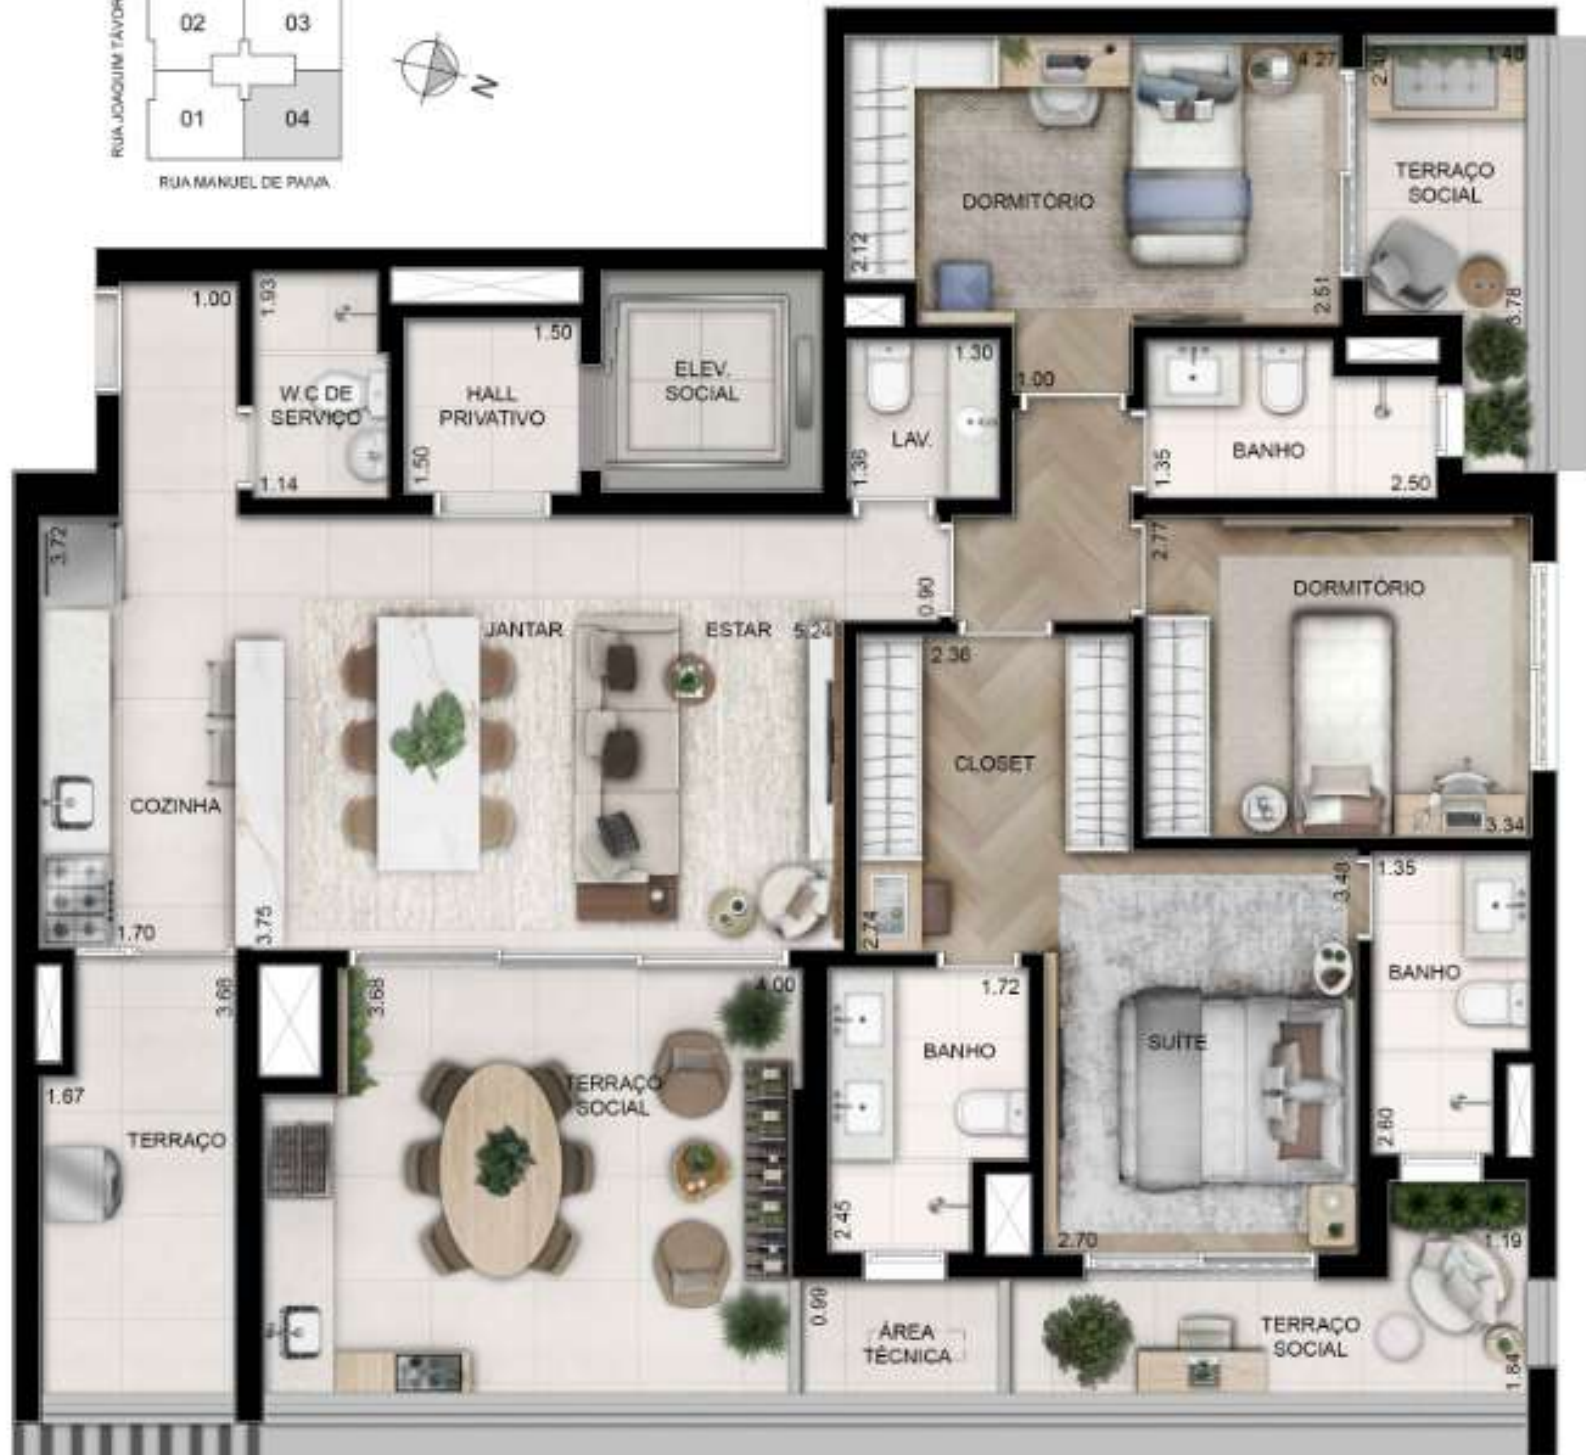 02
03
RUA JOAQUIM TÁVOR
01
04
RUA MANUEL DE PAIVA
N
4.27
2.10
1.48
DORMITÓRIO
TERRAÇO
SOCIAL
2.12
2.51
3.78
1.00
1.93
1.50
W.C DE
SERVIÇO
HALL
PRIVATIVO
ELEV.
SOCIAL
1.30
1.00
LAV.
BANHO
1.14
1.50
1.36
1.35
2.50
3.72
2.77
0.90
DORMITÓRIO
JANTAR
ESTAR
5.24
2.36
CLOSET
COZINHA
3.34
1.70
3.75
2.74
3.48
1.35
3.68
3.68
4.00
1.72
BANHO
BANHO
SUÍTE
TERRAÇO
SOCIAL
1.67
TERRAÇO
2.60
2.45
2.70
1.19
0.99
ÁREA
TÉCNICA
TERRAÇO
SOCIAL
1.84